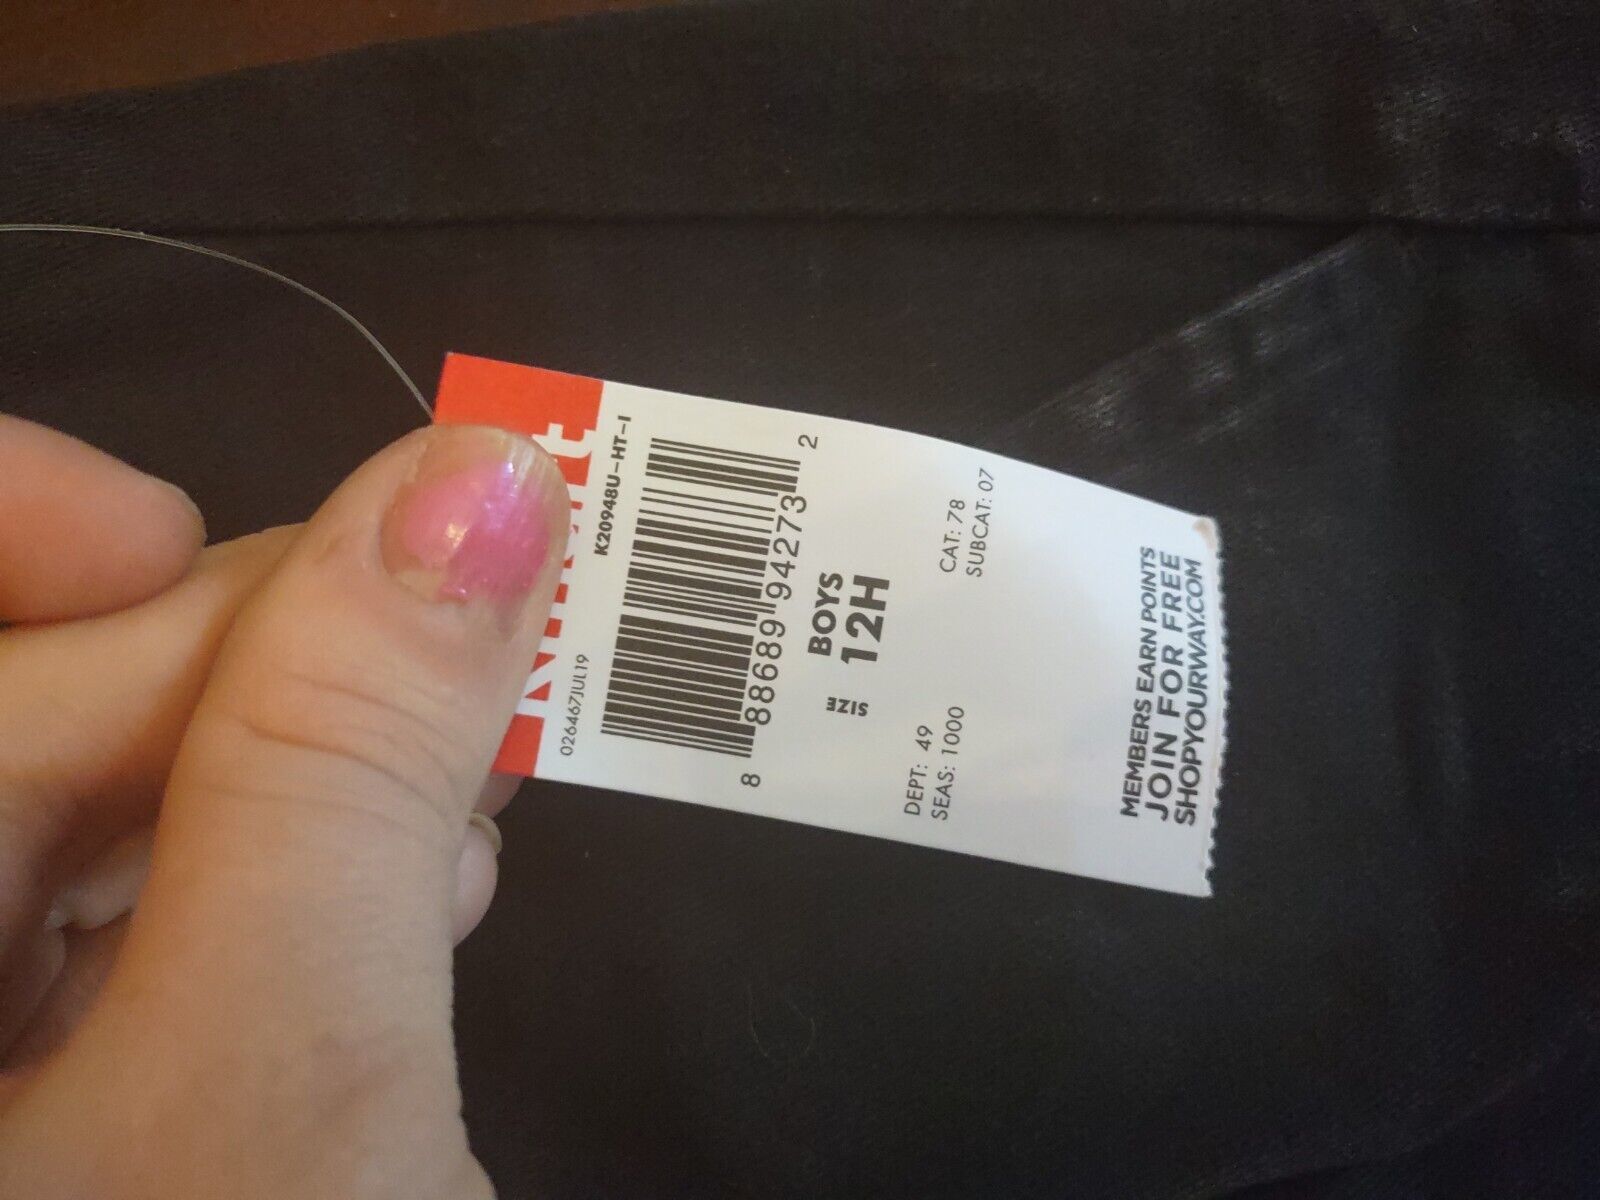 K20948U-HT-1
026467JUL19
8 88689 94273 2
SIZE
BOYS
12H
DEPT: 49 CAT: 78
SEAS: 1000 SUBCAT: 07
MEMBERS EARN POINTS
JOIN FOR FREE
SHOPYOURWAY.COM